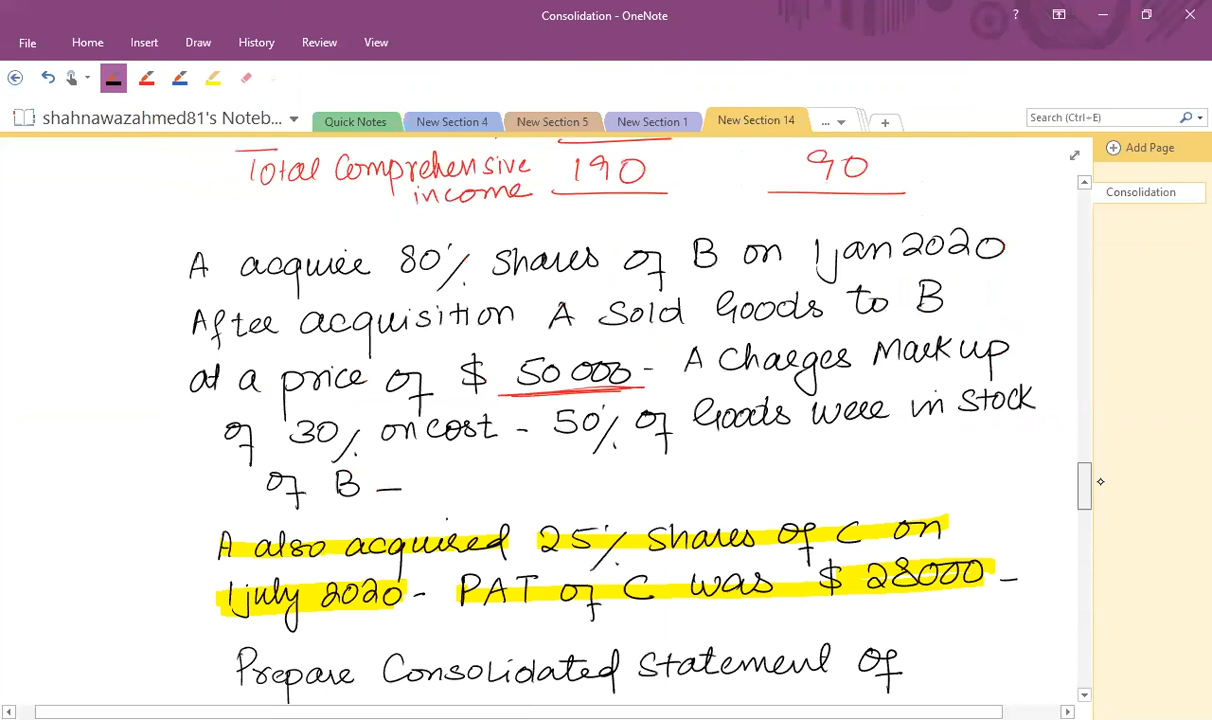 Consolidation - OneNote
?
File Home Insert Draw History Review View
shahnawazahmed81's Noteb... Quick Notes New Section 4 New Section 5 New Section 1 New Section 14 ... Search (Ctrl+E)
Add Page
Consolidation
Total Comprehensive 190 90
income
A acquire 80% shares of B on 1 jan 2020
After acquisition A sold Goods to B
at a price of $ 50 000 - A Charges Mark up
of 30% on cost - 50% of Goods were in stock
of B -
A also acquired 25% shares of C on
1 july 2020 - PAT of C was $ 28000 -
Prepare Consolidated Statement of